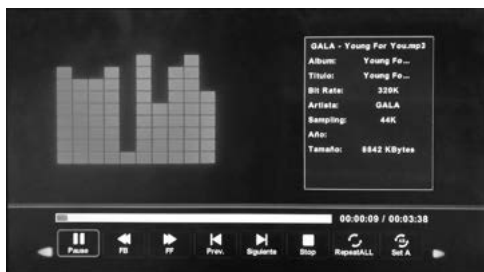 GALA - Young For You.mp3
Album: Young Fo...
Título: Young Fo...
Bit Rate: 320K
Artista: GALA
Sampling: 44K
Año:
Tamaño: 8842 KBytes
00:00:09 / 00:03:38
Pause FB FF Prev. Siguiente Stop RepeatALL Set A